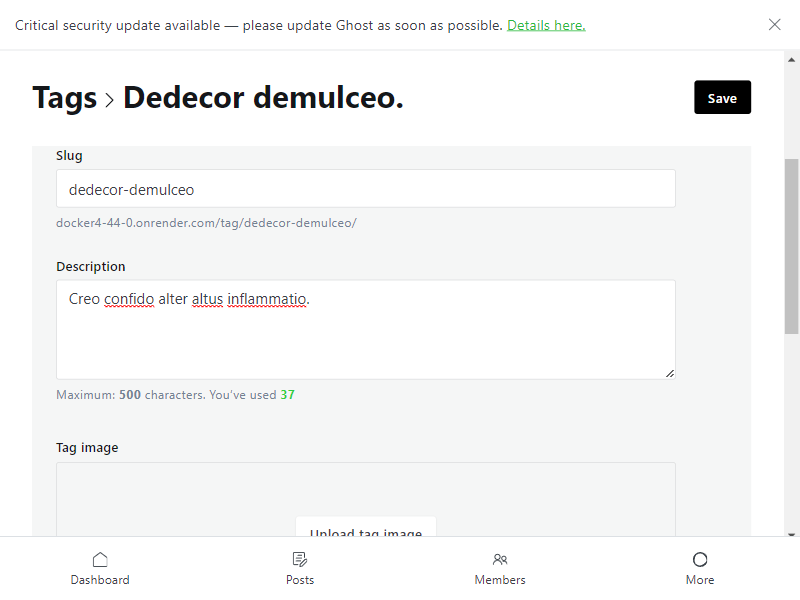 Critical security update available — please update Ghost as soon as possible. Details here.
Tags > Dedecor demulceo.
Save
Slug
dedecor-demulceo
docker4-44-0.onrender.com/tag/dedecor-demulceo/
Description
Creo confido alter altus inflammatio.
Maximum: 500 characters. You've used 37
Tag image
Upload tag image
Dashboard
Posts
Members
More